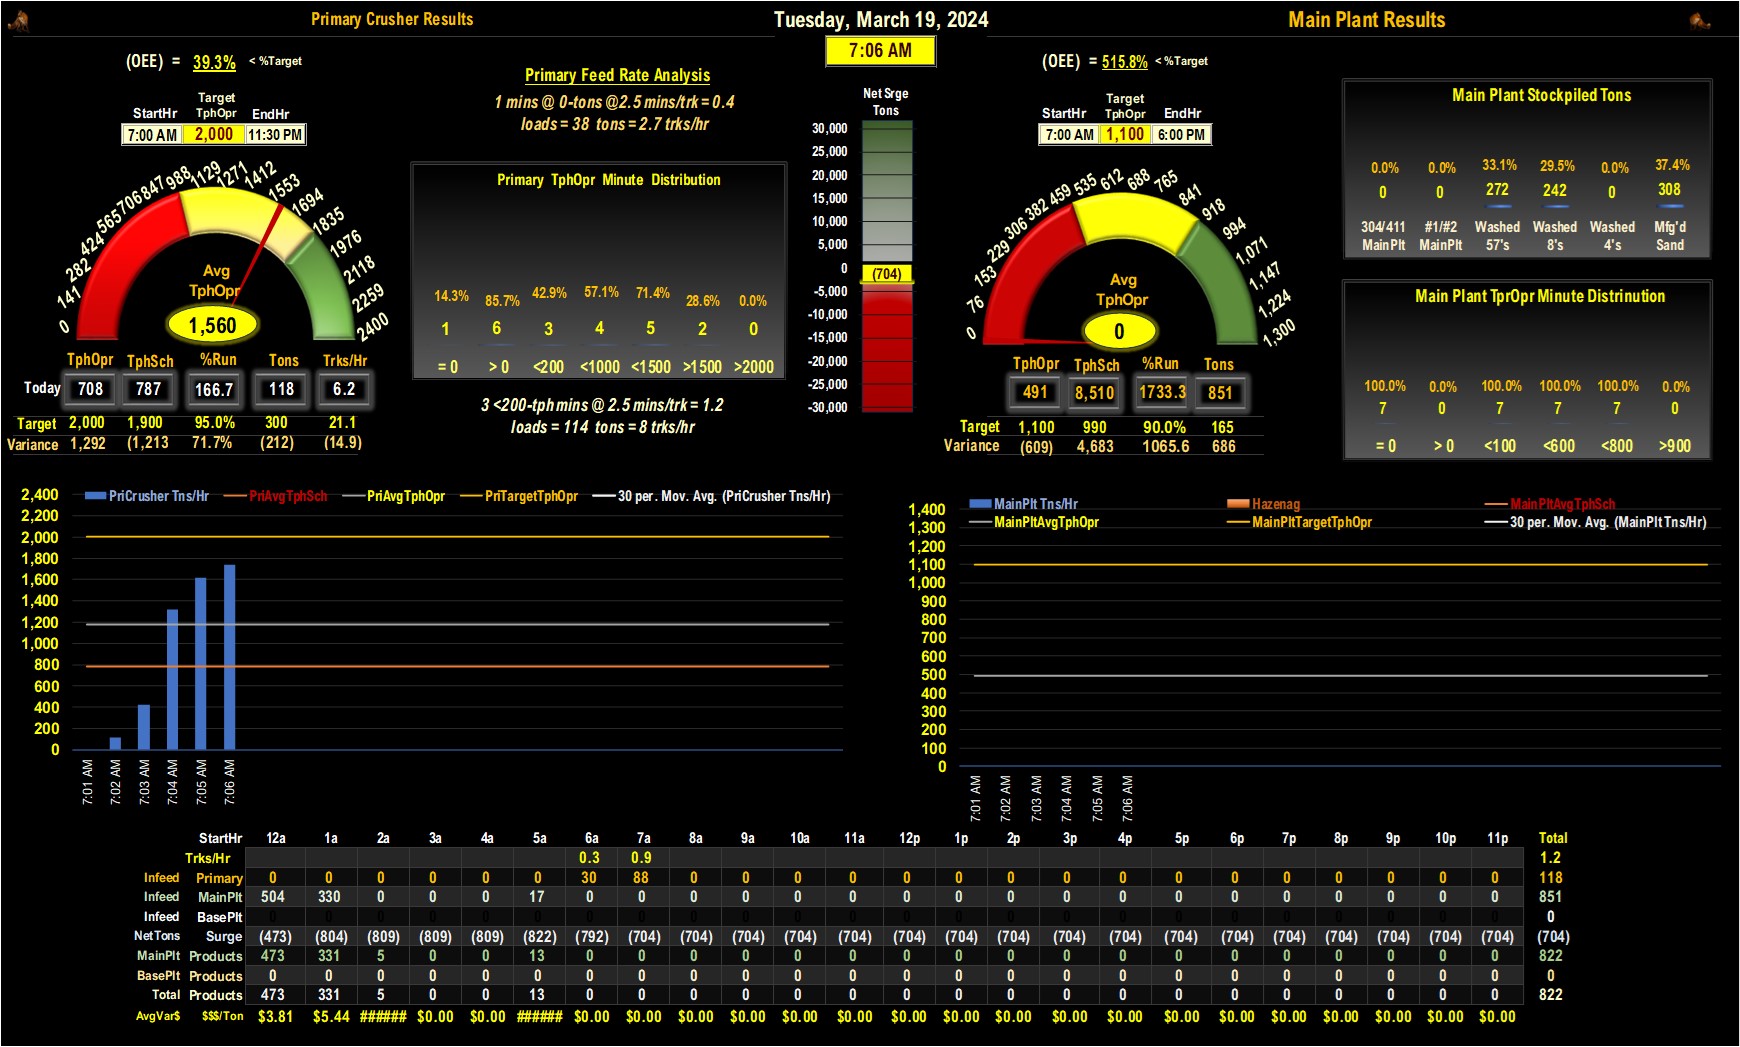 Primary Crusher Results
Tuesday, March 19, 2024
Main Plant Results
7:06 AM
(OEE) = 39.3% < %Target
Target
StartHr TphOpr EndHr
7:00 AM 2,000 11:30 PM
Primary Feed Rate Analysis
1 mins @ 0-tons @2.5 mins/trk = 0.4
loads = 38 tons = 2.7 trks/hr
Net Srge
Tons
30,000
25,000
20,000
15,000
10,000
5,000
0
(704)
-5,000
-10,000
-15,000
-20,000
-25,000
-30,000
(OEE) = 515.8% < %Target
Target
StartHr TphOpr EndHr
7:00 AM 1,100 6:00 PM
Main Plant Stockpiled Tons
0.0% 0.0% 33.1% 29.5% 0.0% 37.4%
0 0 272 242 0 308
304/411 #1/#2 Washed Washed Washed Mfg'd
MainPlt MainPlt 57's 8's 4's Sand
0 141 282 424 565 706 847 988 1129 1271 1412 1553 1694 1835 1976 2118 2259 2400
Avg
TphOpr
1,560
Primary TphOpr Minute Distribution
14.3% 85.7% 42.9% 57.1% 71.4% 28.6% 0.0%
1 6 3 4 5 2 0
= 0 > 0 <200 <1000 <1500 >1500 >2000
3 <200-tph mins @ 2.5 mins/trk = 1.2
loads = 114 tons = 8 trks/hr
0 76 153 229 306 382 459 535 612 688 765 841 918 994 1,071 1,147 1,224 1,300
Avg
TphOpr
0
Main Plant TprOpr Minute Distrinution
100.0% 0.0% 100.0% 100.0% 100.0% 0.0%
7 0 7 7 7 0
= 0 > 0 <100 <600 <800 >900
TphOpr TphSch %Run Tons Trks/Hr
Today 708 787 166.7 118 6.2
Target 2,000 1,900 95.0% 300 21.1
Variance 1,292 (1,213 71.7% (212) (14.9)
TphOpr TphSch %Run Tons
491 8,510 1733.3 851
Target 1,100 990 90.0% 165
Variance (609) 4,683 1065.6 686
PriCrusher Tns/Hr PriAvgTphSch PriAvgTphOpr PriTargetTphOpr 30 per. Mov. Avg. (PriCrusher Tns/Hr)
2,400
2,200
2,000
1,800
1,600
1,400
1,200
1,000
800
600
400
200
0
7:01 AM 7:02 AM 7:03 AM 7:04 AM 7:05 AM 7:06 AM
MainPlt Tns/Hr Hazenag MainPltAvgTphSch
MainPltAvgTphOpr MainPltTargetTphOpr 30 per. Mov. Avg. (MainPlt Tns/Hr)
1,400
1,300
1,200
1,100
1,000
900
800
700
600
500
400
300
200
100
0
7:01 AM 7:02 AM 7:03 AM 7:04 AM 7:05 AM 7:06 AM
StartHr 12a 1a 2a 3a 4a 5a 6a 7a 8a 9a 10a 11a 12p 1p 2p 3p 4p 5p 6p 7p 8p 9p 10p 11p Total
Trks/Hr 0.3 0.9 1.2
Infeed Primary 0 0 0 0 0 0 30 88 0 0 0 0 0 0 0 0 0 0 0 0 0 0 0 0 118
Infeed MainPlt 504 330 0 0 0 17 0 0 0 0 0 0 0 0 0 0 0 0 0 0 0 0 0 0 851
Infeed BasePlt 0 0 0 0 0 0 0 0 0 0 0 0 0 0 0 0 0 0 0 0 0 0 0 0 0
NetTons Surge (473) (804) (809) (809) (809) (822) (792) (704) (704) (704) (704) (704) (704) (704) (704) (704) (704) (704) (704) (704) (704) (704) (704) (704) (704)
MainPlt Products 473 331 5 0 0 13 0 0 0 0 0 0 0 0 0 0 0 0 0 0 0 0 0 0 822
BasePlt Products 0 0 0 0 0 0 0 0 0 0 0 0 0 0 0 0 0 0 0 0 0 0 0 0 0
Total Products 473 331 5 0 0 13 0 0 0 0 0 0 0 0 0 0 0 0 0 0 0 0 0 0 822
AvgVar$ $$$/Ton $3.81 $5.44 ###### $0.00 $0.00 ###### $0.00 $0.00 $0.00 $0.00 $0.00 $0.00 $0.00 $0.00 $0.00 $0.00 $0.00 $0.00 $0.00 $0.00 $0.00 $0.00 $0.00 $0.00